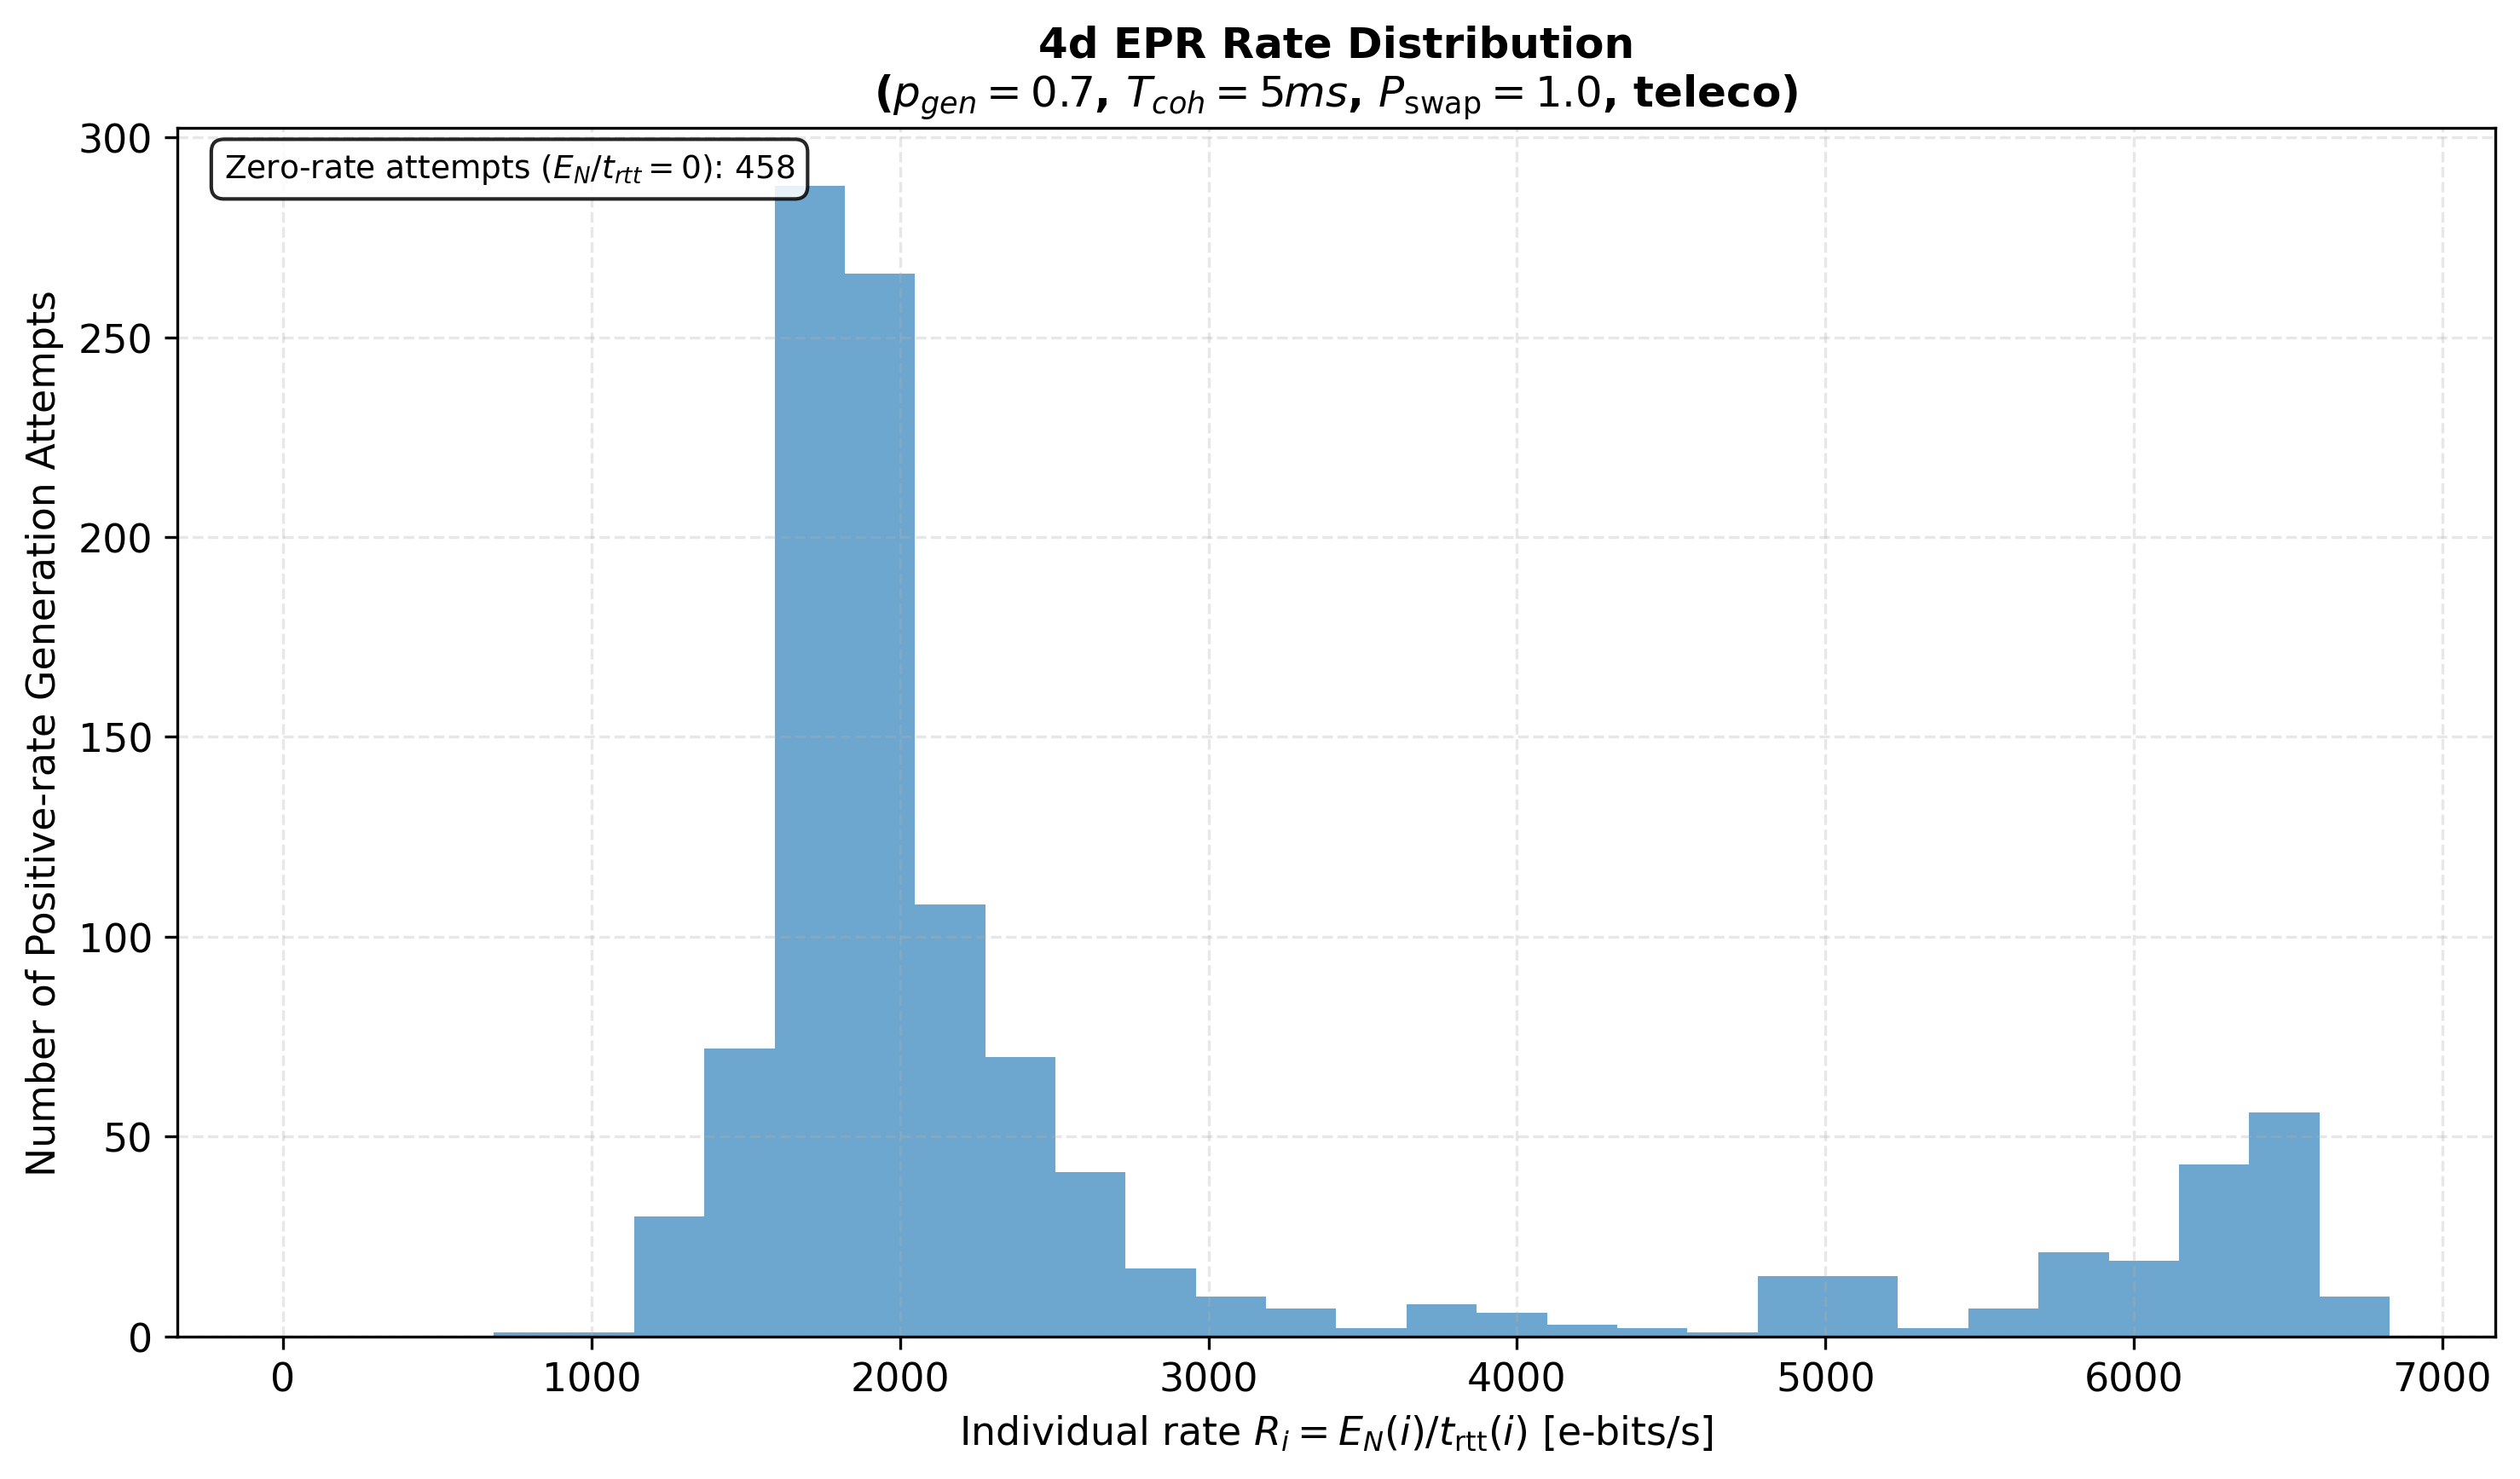 4d EPR Rate Distribution
(p_gen = 0.7, T_coh = 5ms, P_swap = 1.0, teleco)
Zero-rate attempts (E_N/t_rtt = 0): 458
Number of Positive-rate Generation Attempts
300
250
200
150
100
50
0
0 1000 2000 3000 4000 5000 6000 7000
Individual rate R_i = E_N(i)/t_rtt(i) [e-bits/s]